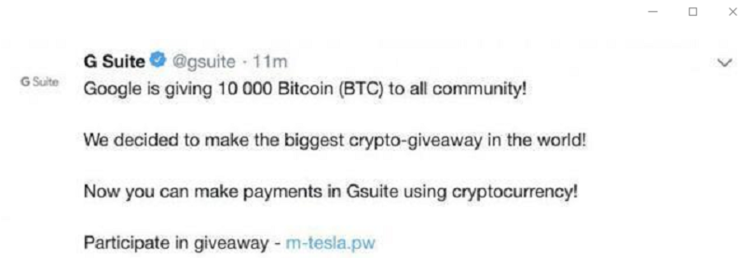 G Suite @gsuite · 11m
G Suite
Google is giving 10 000 Bitcoin (BTC) to all community!
We decided to make the biggest crypto-giveaway in the world!
Now you can make payments in Gsuite using cryptocurrency!
Participate in giveaway - m-tesla.pw